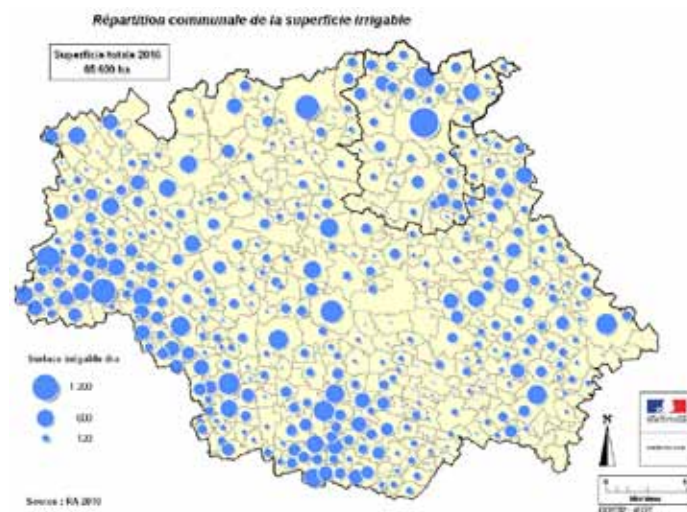 Répartition communale de la superficie irrigable
Superficie totale 2010
65 600 ha
Surface irrigable (ha
1 200
600
120
N
Source : RA 2010